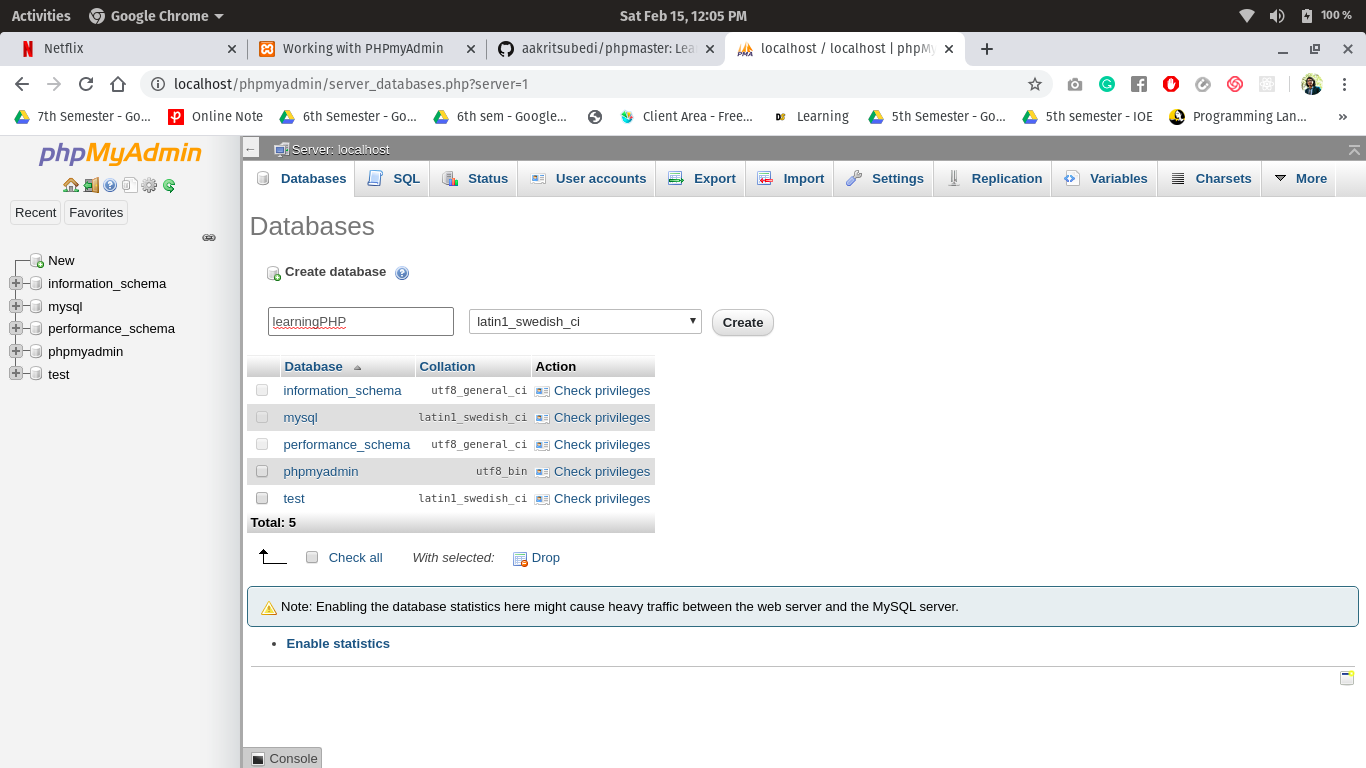 Activities Google Chrome Sat Feb 15, 12:05 PM 100 %
Netflix Working with PHPmyAdmin aakritsubedi/phpmaster: Lea localhost / localhost | phpMy
localhost/phpmyadmin/server_databases.php?server=1
7th Semester - Go... Online Note 6th Semester - Go... 6th sem - Google... Client Area - Free... Learning 5th Semester - Go... 5th semester - IOE Programming Lan... »
phpMyAdmin
Recent Favorites
New
information_schema
mysql
performance_schema
phpmyadmin
test
Server: localhost
Databases SQL Status User accounts Export Import Settings Replication Variables Charsets More
Databases
Create database
learningPHP latin1_swedish_ci Create
Database Collation Action
information_schema utf8_general_ci Check privileges
mysql latin1_swedish_ci Check privileges
performance_schema utf8_general_ci Check privileges
phpmyadmin utf8_bin Check privileges
test latin1_swedish_ci Check privileges
Total: 5
Check all With selected: Drop
Note: Enabling the database statistics here might cause heavy traffic between the web server and the MySQL server.
• Enable statistics
Console